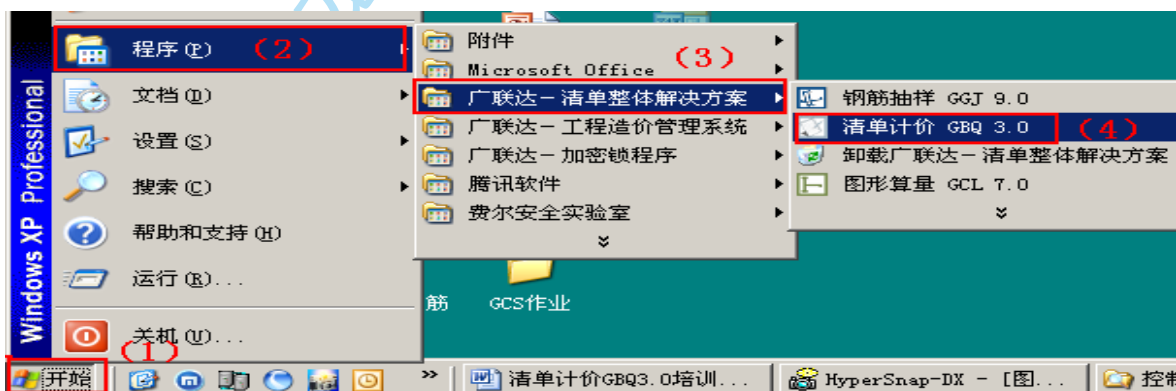 Windows XP Professional
程序(P)
(2)
文档(D)
设置(S)
搜索(C)
帮助和支持(H)
运行(R)...
关机(U)...
(1)
附件
Microsoft Office
(3)
广联达－清单整体解决方案
广联达－工程造价管理系统
广联达－加密锁程序
腾讯软件
费尔安全实验室
钢筋抽样 GGJ 9.0
清单计价 GBQ 3.0
(4)
卸载广联达－清单整体解决方案
图形算量 GCL 7.0
筋
GCS作业
开始
»
清单计价GBQ3.0培训...
HyperSnap-DX - [图...
控制